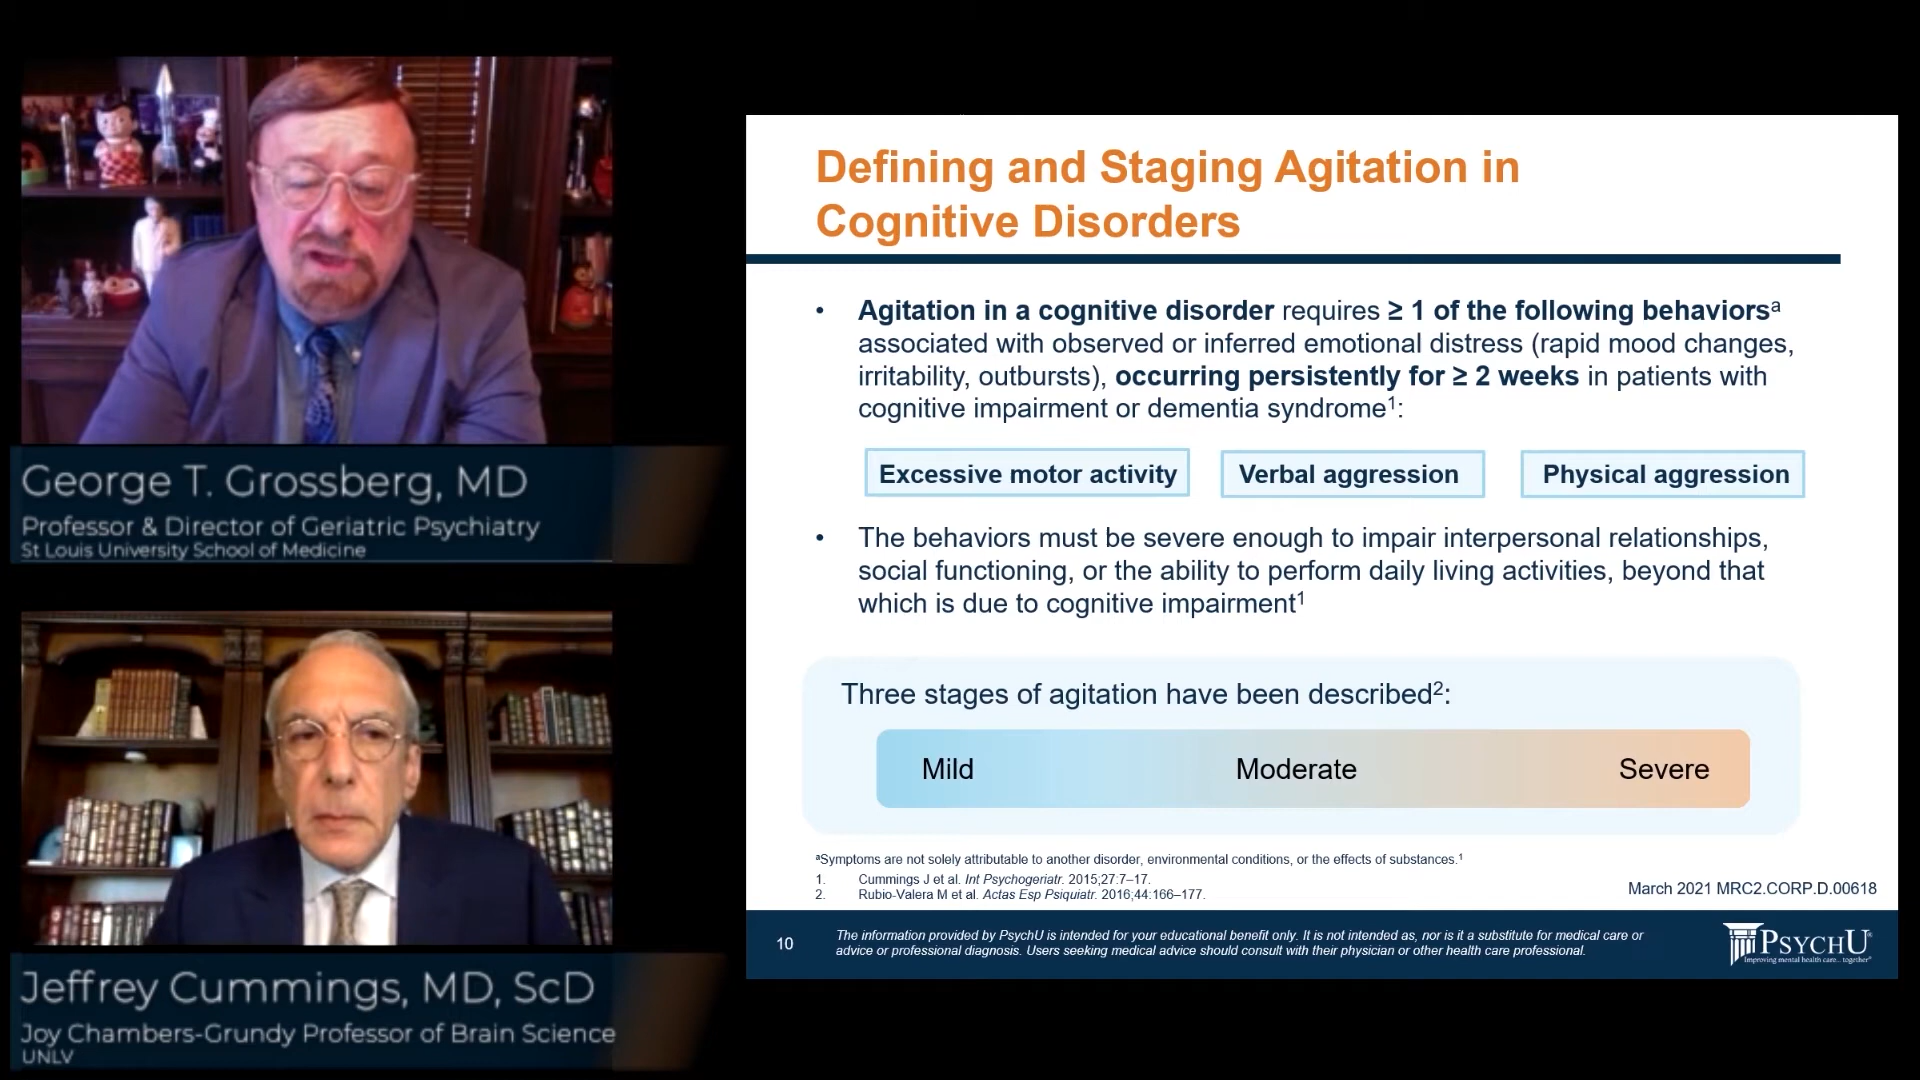 George T. Grossberg, MD
Professor & Director of Geriatric Psychiatry
St Louis University School of Medicine
Jeffrey Cummings, MD, ScD
Joy Chambers-Grundy Professor of Brain Science
UNLV
Defining and Staging Agitation in
Cognitive Disorders
• Agitation in a cognitive disorder requires ≥ 1 of the following behaviorsᵃ
associated with observed or inferred emotional distress (rapid mood changes,
irritability, outbursts), occurring persistently for ≥ 2 weeks in patients with
cognitive impairment or dementia syndrome¹:
Excessive motor activity Verbal aggression Physical aggression
• The behaviors must be severe enough to impair interpersonal relationships,
social functioning, or the ability to perform daily living activities, beyond that
which is due to cognitive impairment¹
Three stages of agitation have been described²:
Mild Moderate Severe
ᵃSymptoms are not solely attributable to another disorder, environmental conditions, or the effects of substances.¹
1. Cummings J et al. Int Psychogeriatr. 2015;27:7–17.
2. Rubio-Valera M et al. Actas Esp Psiquiatr. 2016;44:166–177.
March 2021 MRC2.CORP.D.00618
10
The information provided by PsychU is intended for your educational benefit only. It is not intended as, nor is it a substitute for medical care or
advice or professional diagnosis. Users seeking medical advice should consult with their physician or other health care professional.
PSYCHU®
Improving mental health care... together®